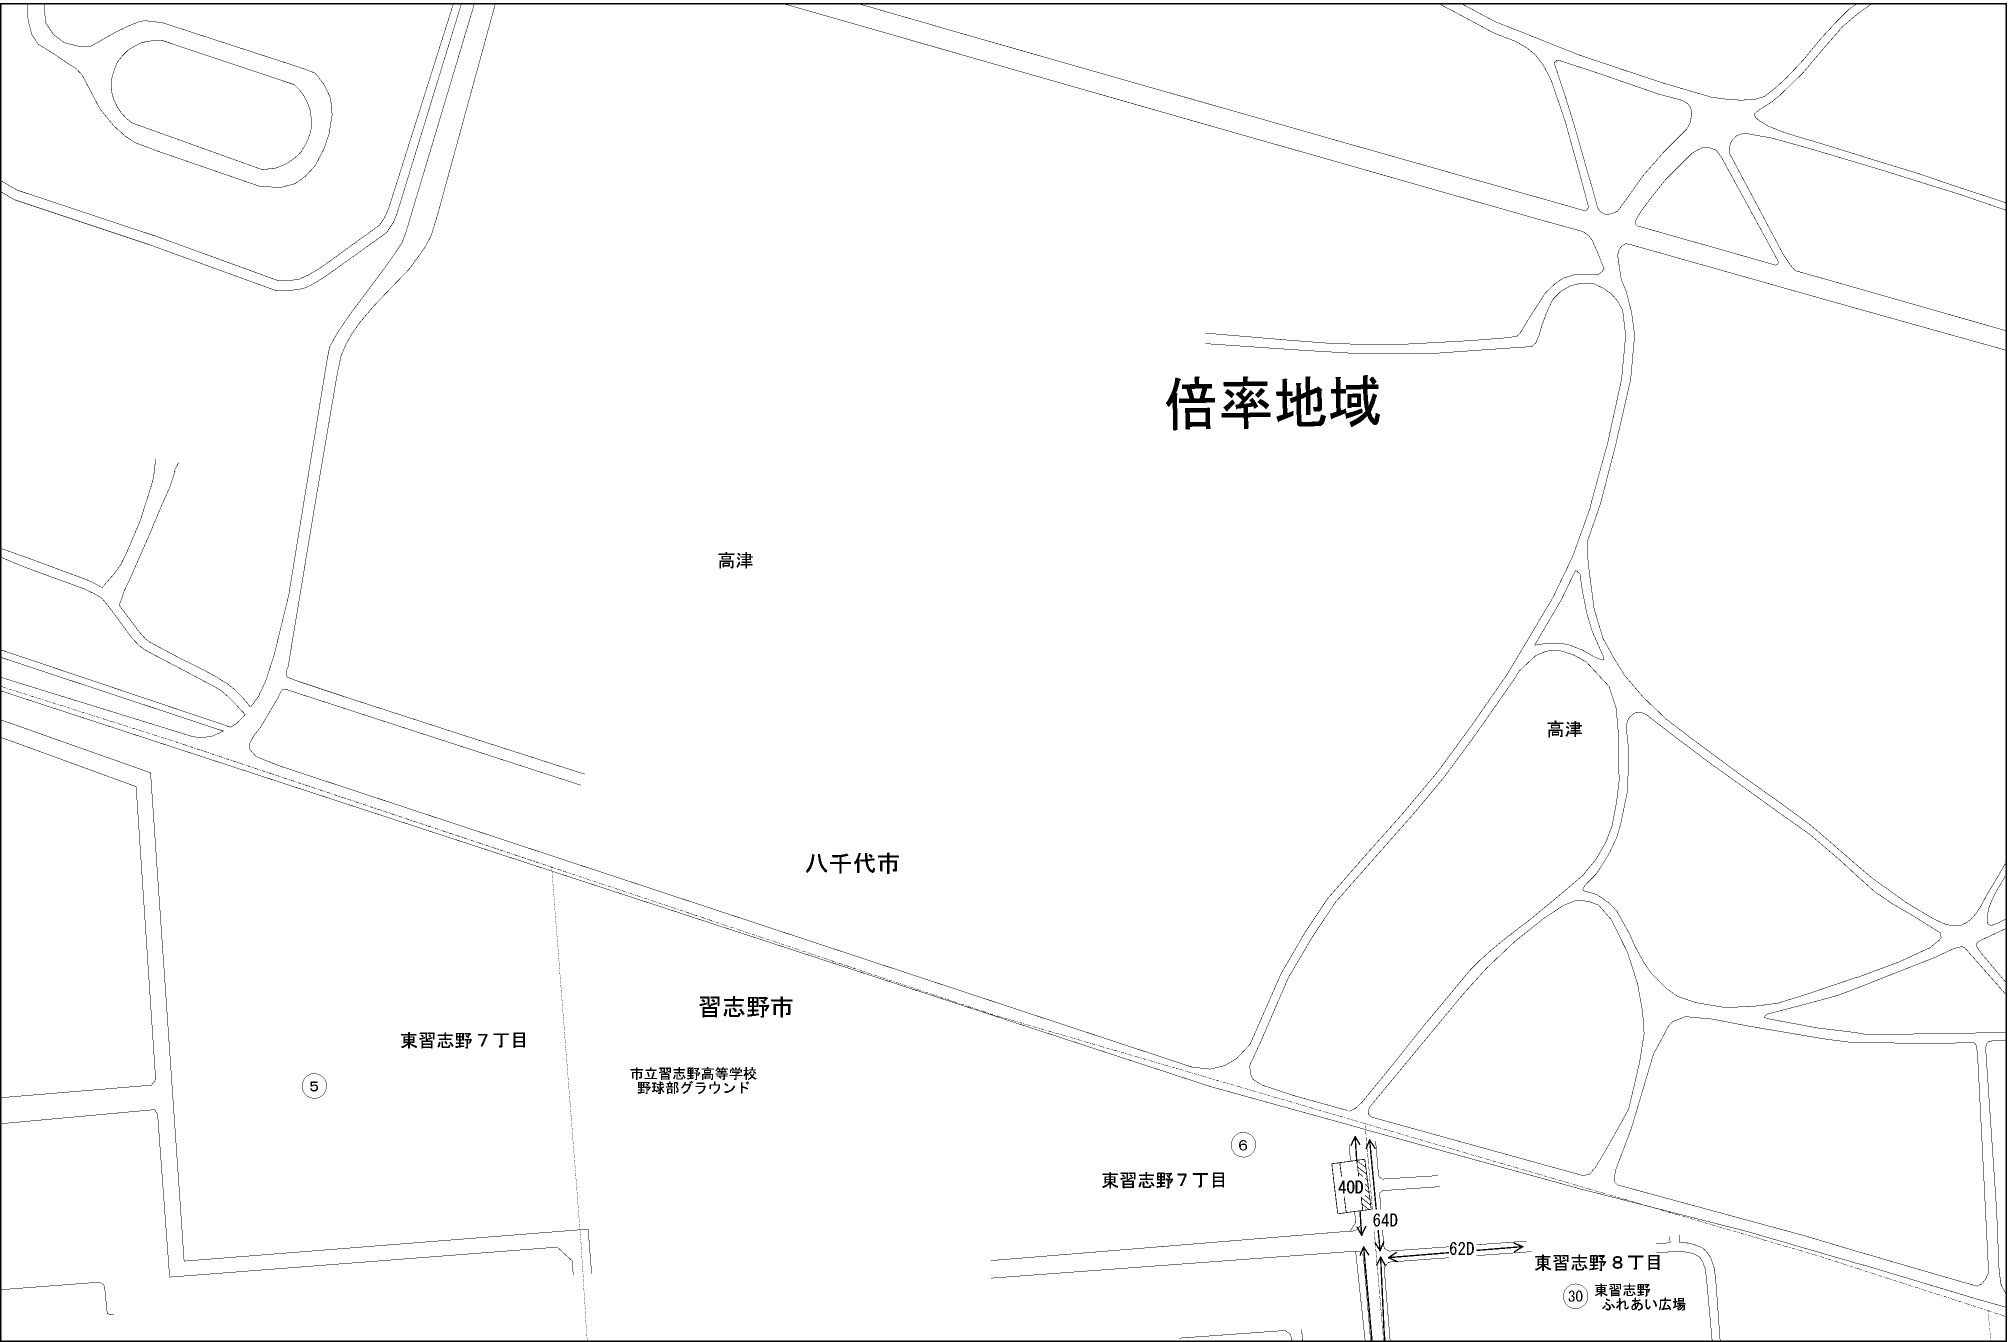 倍率地域
高津
高津
八千代市
習志野市
東習志野７丁目
市立習志野高等学校
野球部グラウンド
5
6
東習志野７丁目
40D
64D
62D
東習志野８丁目
30
東習志野
ふれあい広場